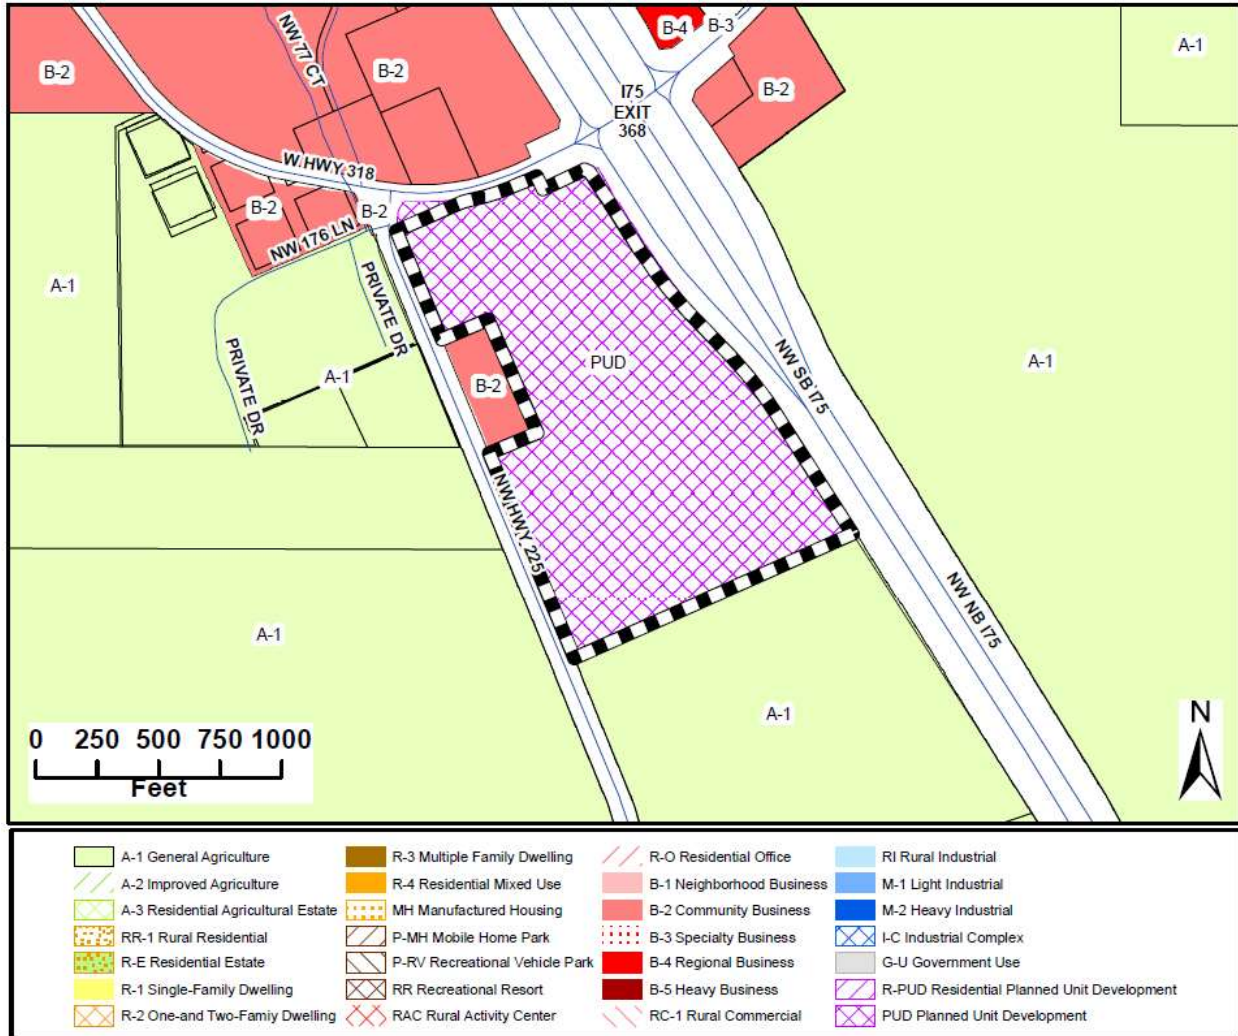 B-4
B-3
A-1
NW 77 CT
B-2
B-2
I75
EXIT
368
B-2
W HWY 318
B-2
B-2
NW 176 LN
A-1
PRIVATE DR
PRIVATE DR
A-1
B-2
PUD
NW SB I75
A-1
NW HWY 225
NW NB I75
A-1
A-1
N
0 250 500 750 1000
Feet
A-1 General Agriculture
A-2 Improved Agriculture
A-3 Residential Agricultural Estate
RR-1 Rural Residential
R-E Residential Estate
R-1 Single-Family Dwelling
R-2 One-and Two-Famiy Dwelling
R-3 Multiple Family Dwelling
R-4 Residential Mixed Use
MH Manufactured Housing
P-MH Mobile Home Park
P-RV Recreational Vehicle Park
RR Recreational Resort
RAC Rural Activity Center
R-O Residential Office
B-1 Neighborhood Business
B-2 Community Business
B-3 Specialty Business
B-4 Regional Business
B-5 Heavy Business
RC-1 Rural Commercial
RI Rural Industrial
M-1 Light Industrial
M-2 Heavy Industrial
I-C Industrial Complex
G-U Government Use
R-PUD Residential Planned Unit Development
PUD Planned Unit Development